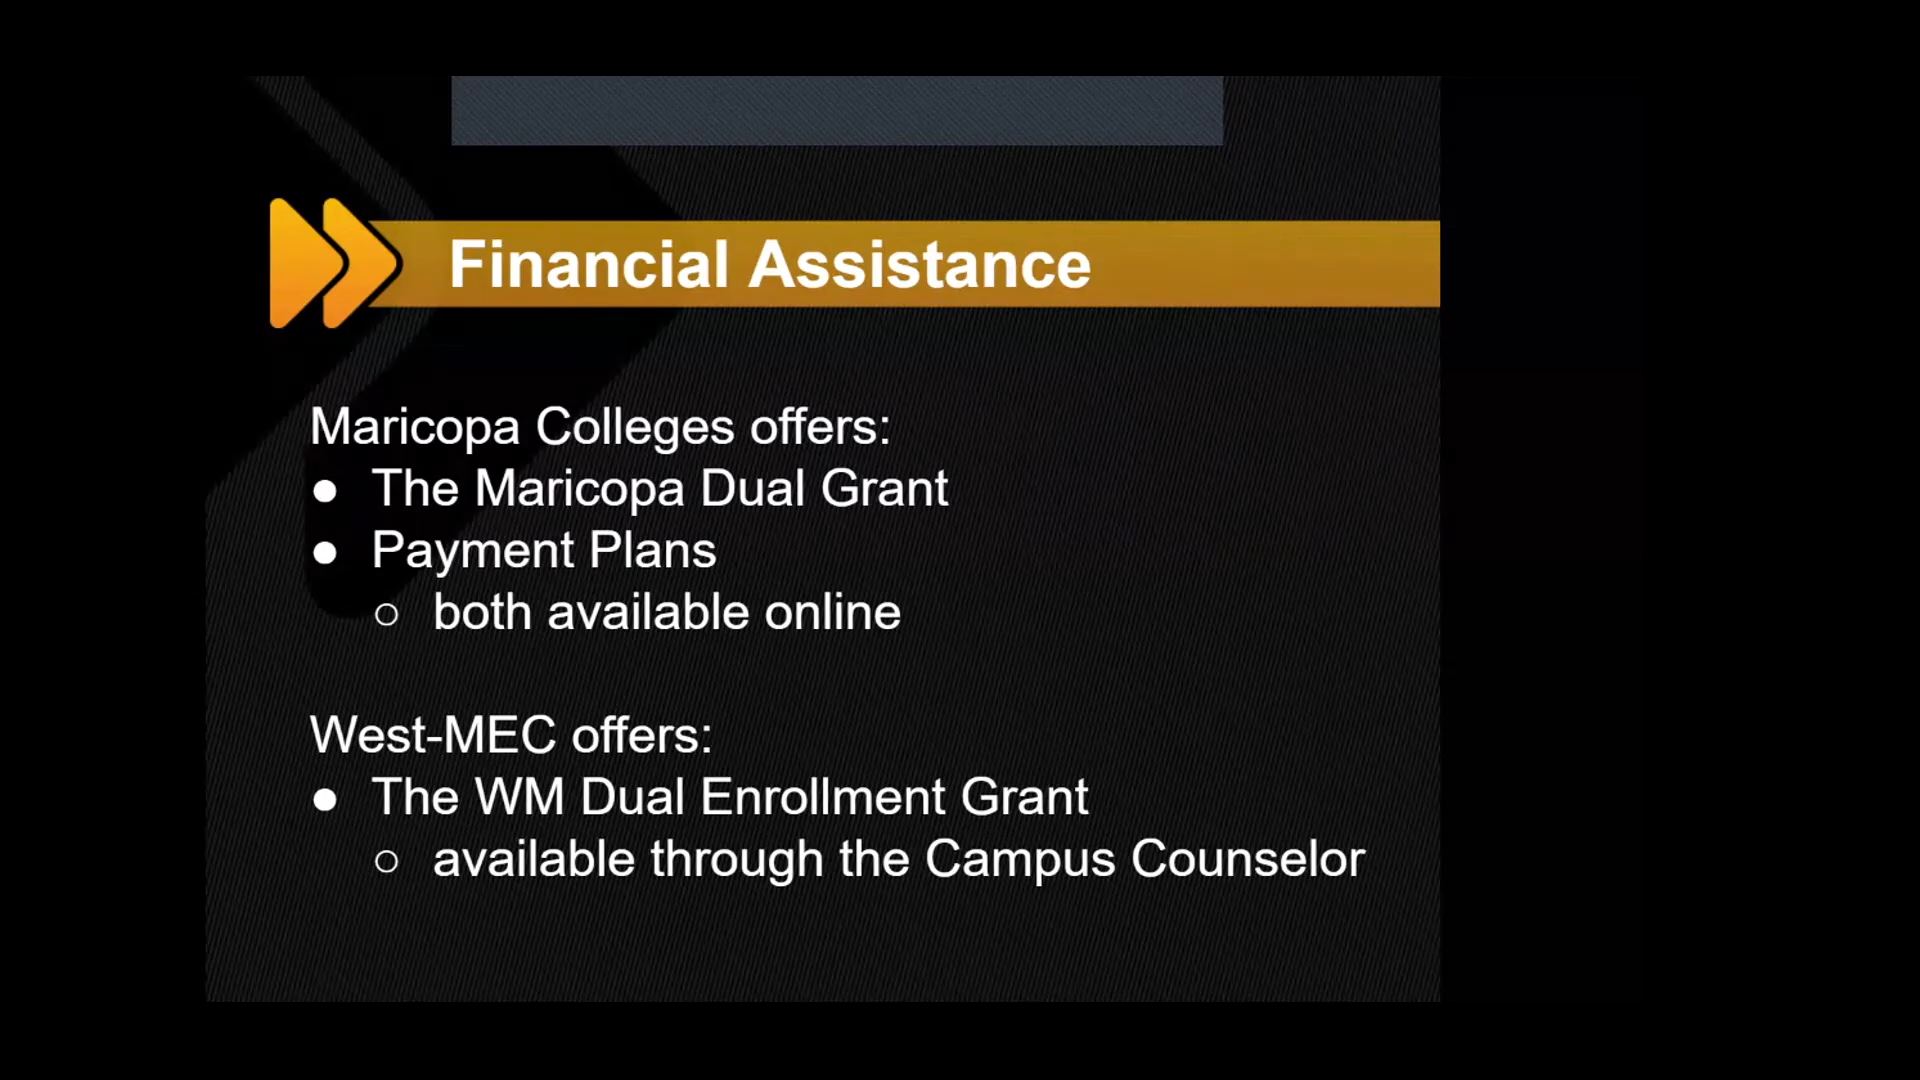 Financial Assistance
Maricopa Colleges offers:
● The Maricopa Dual Grant
● Payment Plans
○ both available online
West-MEC offers:
● The WM Dual Enrollment Grant
○ available through the Campus Counselor